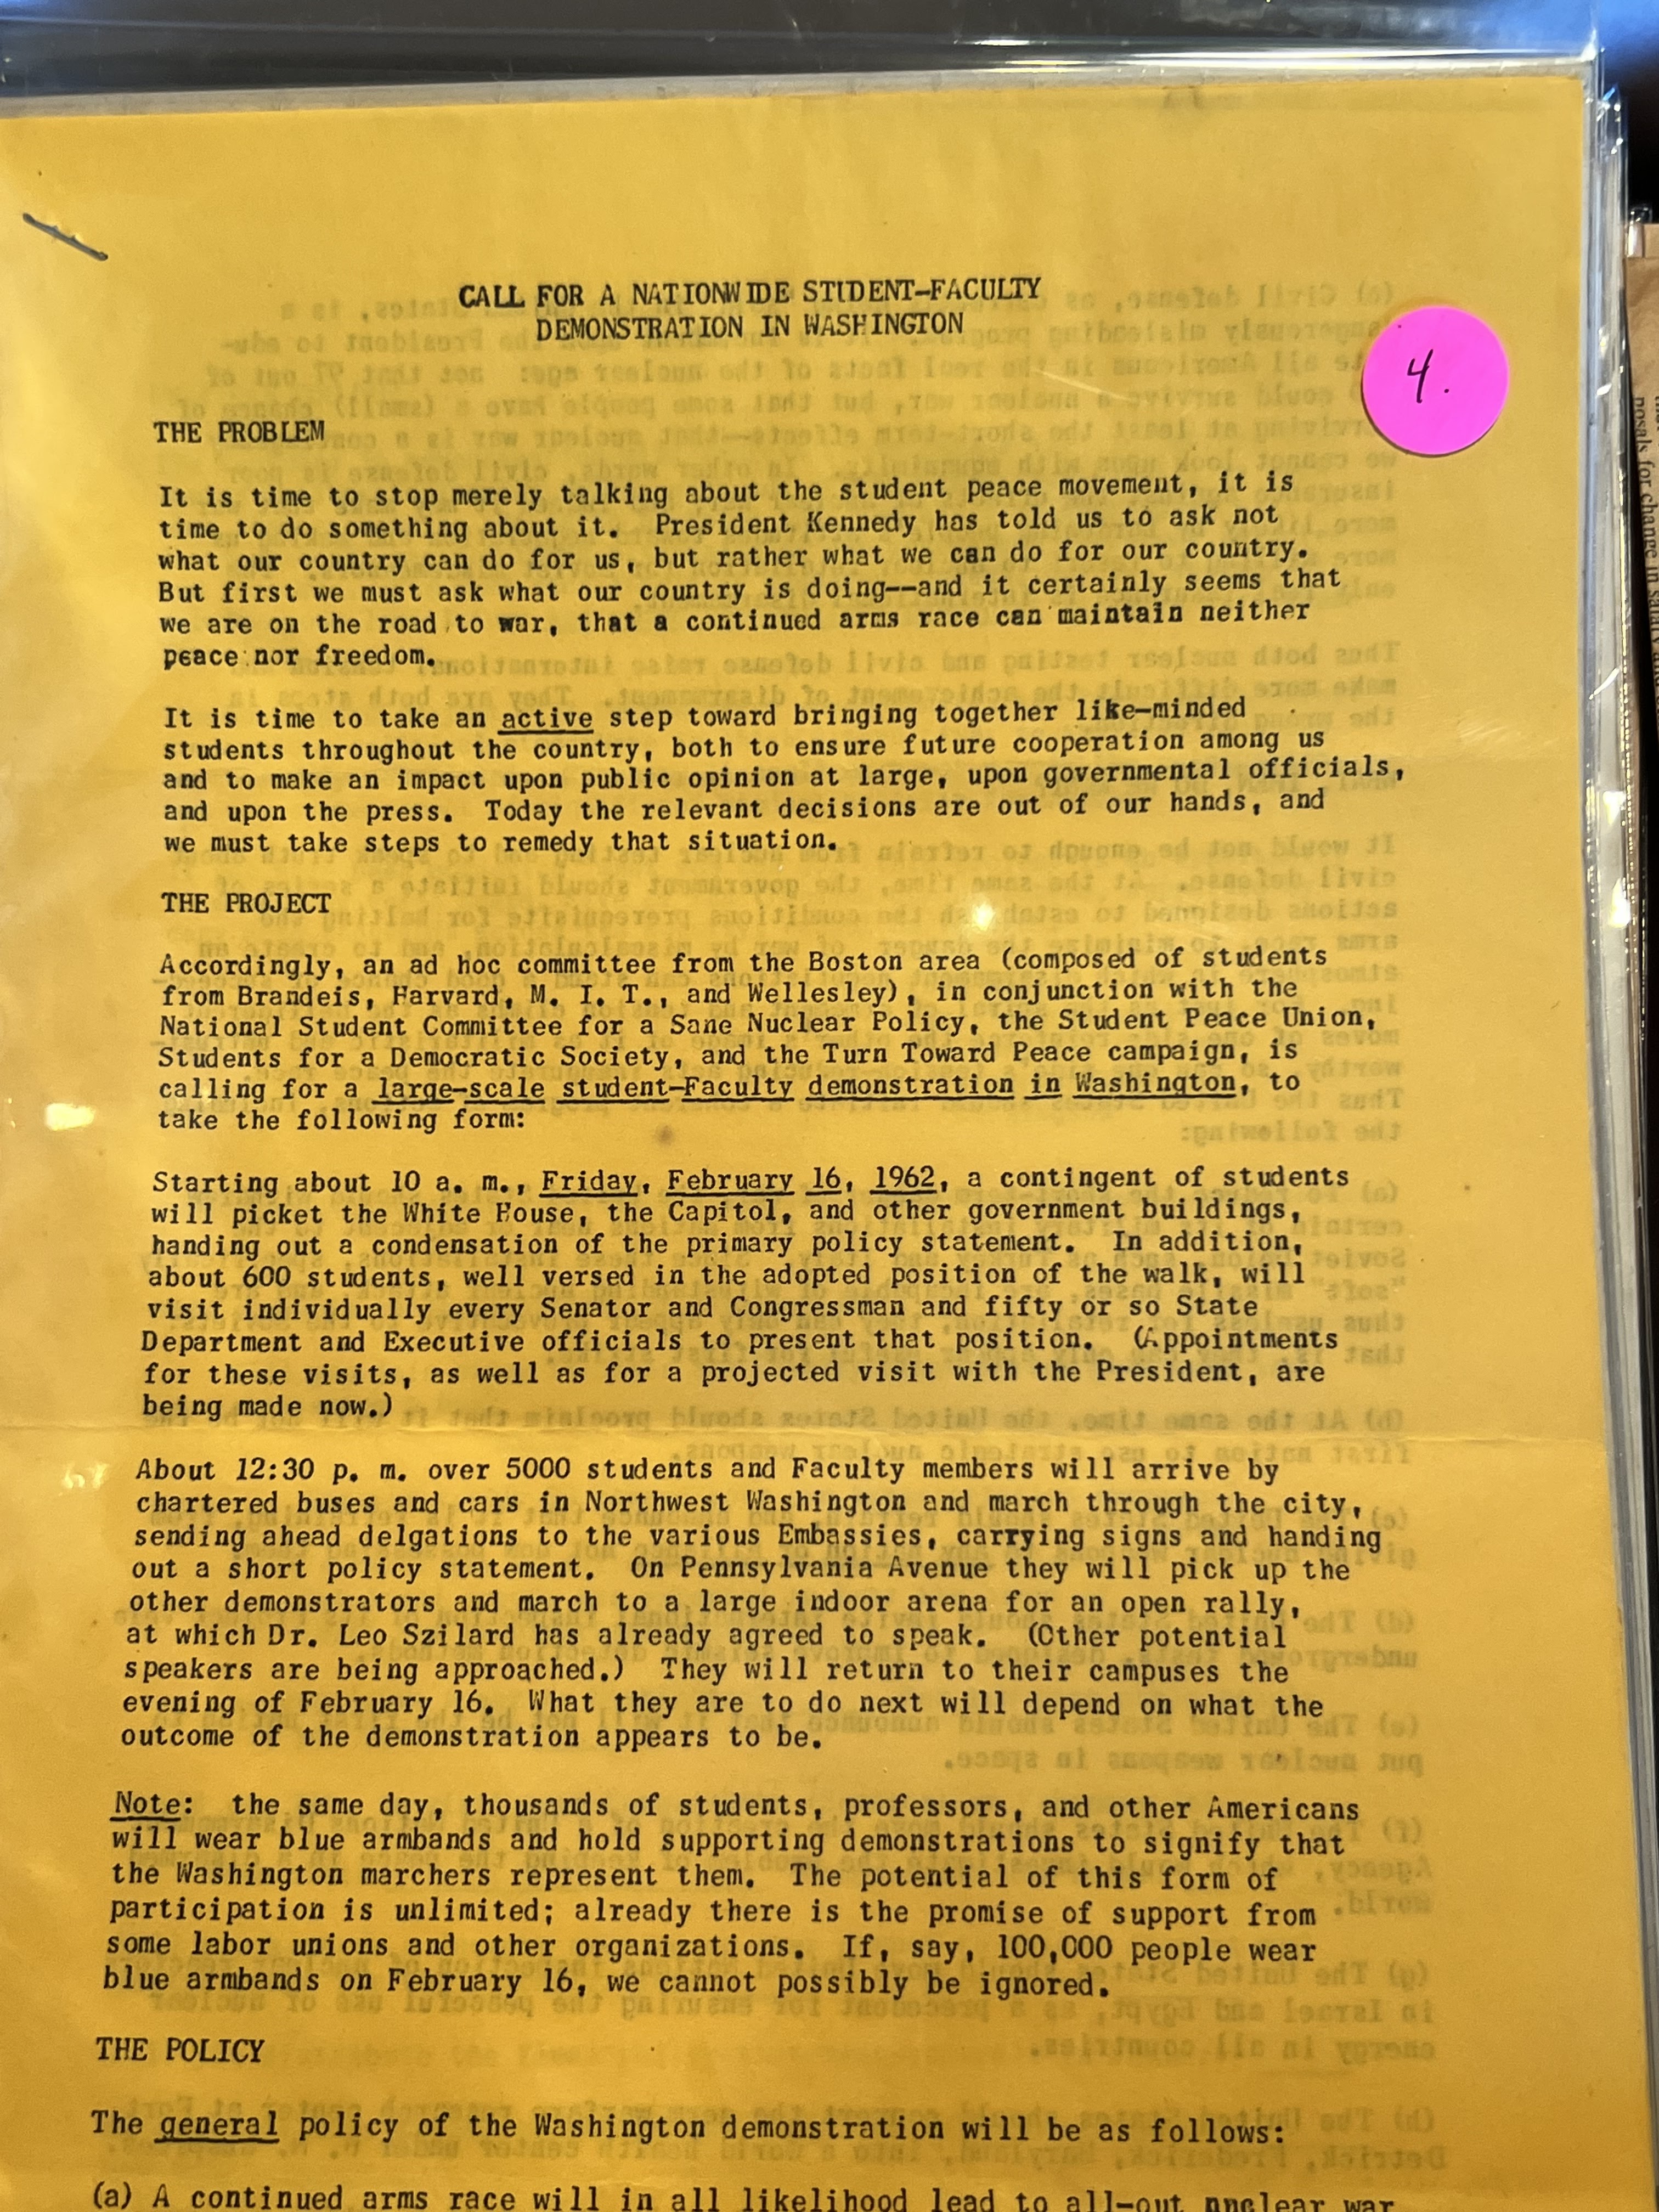 CALL FOR A NATIONWIDE STUDENT-FACULTY
DEMONSTRATION IN WASHINGTON
4.
THE PROBLEM
It is time to stop merely talking about the student peace movement, it is
time to do something about it. President Kennedy has told us to ask not
what our country can do for us, but rather what we can do for our country.
But first we must ask what our country is doing--and it certainly seems that
we are on the road to war, that a continued arms race can maintain neither
peace nor freedom.
It is time to take an active step toward bringing together like-minded
students throughout the country, both to ensure future cooperation among us
and to make an impact upon public opinion at large, upon governmental officials,
and upon the press. Today the relevant decisions are out of our hands, and
we must take steps to remedy that situation.
THE PROJECT
Accordingly, an ad hoc committee from the Boston area (composed of students
from Brandeis, Harvard, M. I. T., and Wellesley), in conjunction with the
National Student Committee for a Sane Nuclear Policy, the Student Peace Union,
Students for a Democratic Society, and the Turn Toward Peace campaign, is
calling for a large-scale student-Faculty demonstration in Washington, to
take the following form:
Starting about 10 a. m., Friday, February 16, 1962, a contingent of students
will picket the White House, the Capitol, and other government buildings,
handing out a condensation of the primary policy statement. In addition,
about 600 students, well versed in the adopted position of the walk, will
visit individually every Senator and Congressman and fifty or so State
Department and Executive officials to present that position. (Appointments
for these visits, as well as for a projected visit with the President, are
being made now.)
About 12:30 p. m. over 5000 students and Faculty members will arrive by
chartered buses and cars in Northwest Washington and march through the city,
sending ahead delgations to the various Embassies, carrying signs and handing
out a short policy statement. On Pennsylvania Avenue they will pick up the
other demonstrators and march to a large indoor arena for an open rally,
at which Dr. Leo Szilard has already agreed to speak. (Other potential
speakers are being approached.) They will return to their campuses the
evening of February 16. What they are to do next will depend on what the
outcome of the demonstration appears to be.
Note: the same day, thousands of students, professors, and other Americans
will wear blue armbands and hold supporting demonstrations to signify that
the Washington marchers represent them. The potential of this form of
participation is unlimited; already there is the promise of support from
some labor unions and other organizations. If, say, 100,000 people wear
blue armbands on February 16, we cannot possibly be ignored.
THE POLICY
The general policy of the Washington demonstration will be as follows:
(a) A continued arms race will in all likelihood lead to all-out nuclear war